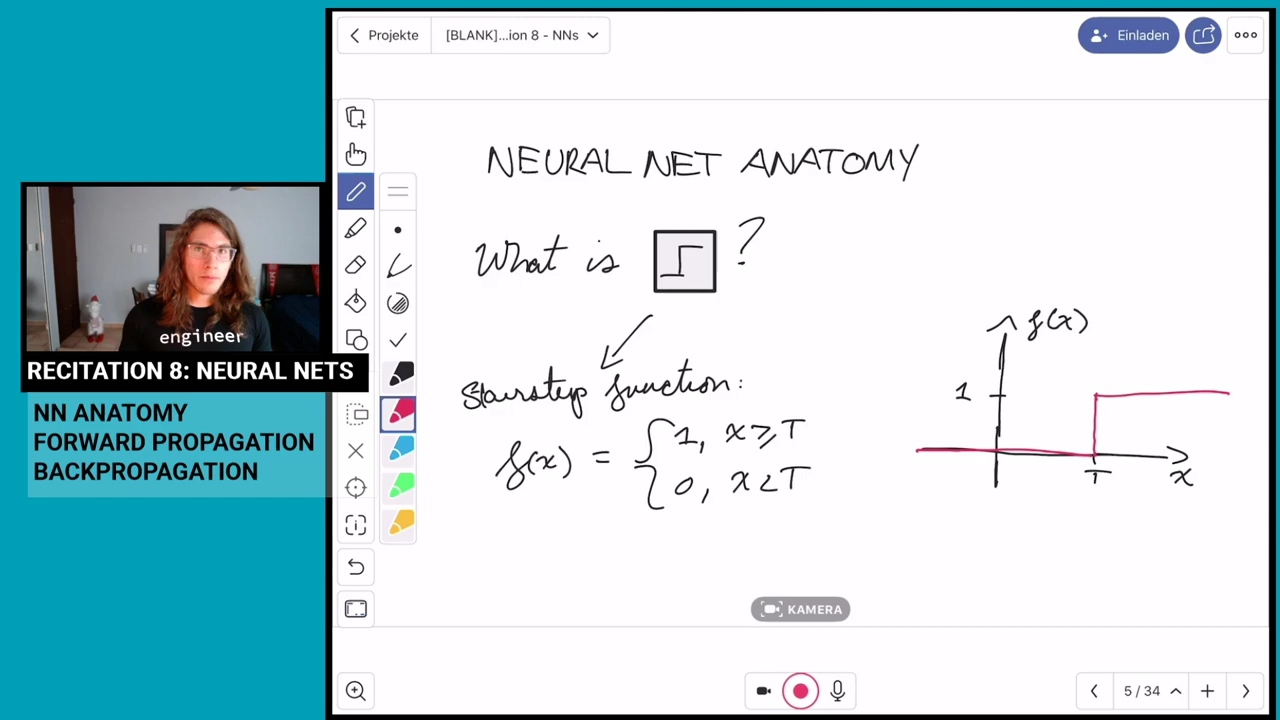 Projekte
[BLANK]...ion 8 - NNs
Einladen
NEURAL NET ANATOMY
What is ?
engineer
RECITATION 8: NEURAL NETS
NN ANATOMY
FORWARD PROPAGATION
BACKPROPAGATION
Stairstep function:
f(x) = { 1, x ≥ T
0, x < T
f(x)
1
T
x
KAMERA
5 / 34